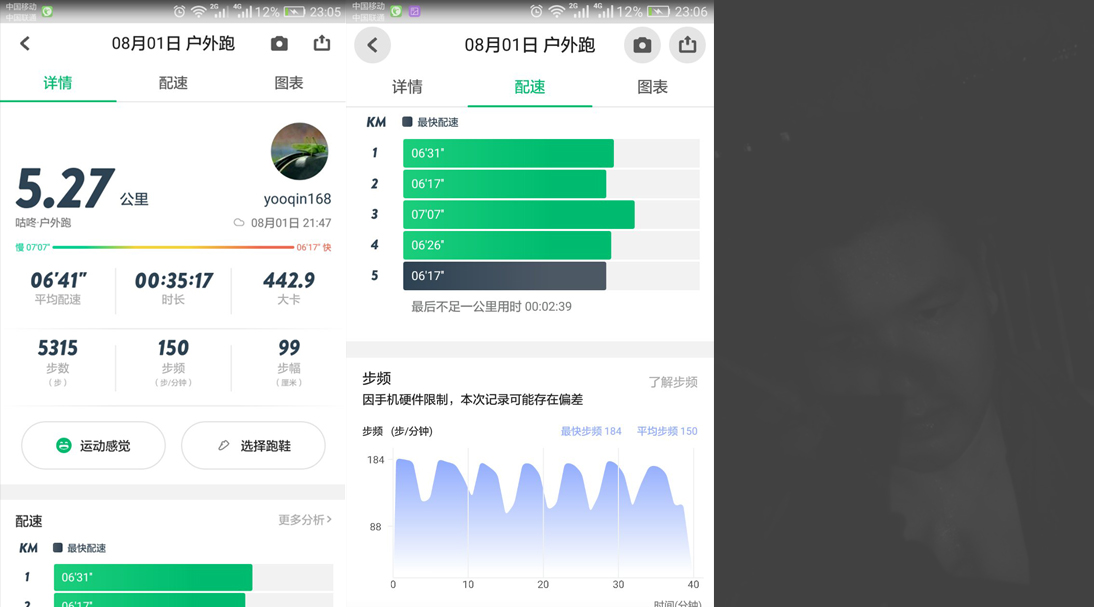 中国移动
中国联通
2G
4G
12%
23:05
08月01日 户外跑
详情
配速
图表
5.27 公里
咕咚·户外跑
yooqin168
08月01日 21:47
慢 07'07"
06'17" 快
06'41"
00:35:17
442.9
平均配速
时长
大卡
5315
150
99
步数
步频
步幅
(步)
(步/分钟)
(厘米)
运动感觉
选择跑鞋
配速
更多分析>
KM
最快配速
1
06'31"
2
06'17"
中国移动
中国联通
2G
4G
12%
23:06
08月01日 户外跑
详情
配速
图表
KM
最快配速
1
06'31"
2
06'17"
3
07'07"
4
06'26"
5
06'17"
最后不足一公里用时 00:02:39
步频
了解步频
因手机硬件限制，本次记录可能存在偏差
步频 (步/分钟)
最快步频 184
平均步频 150
184
88
0
10
20
30
40
时间(分钟)